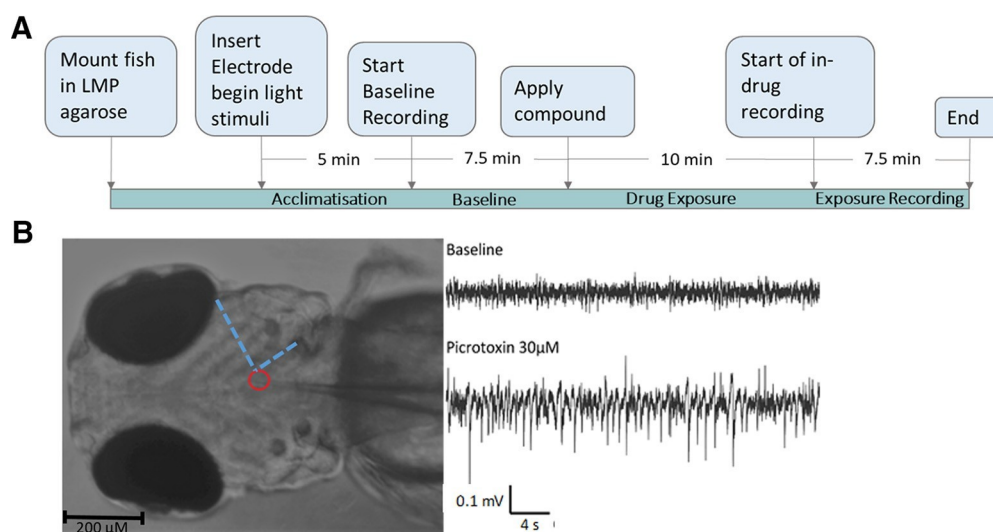 A
Mount fish
in LMP
agarose
Insert
Electrode
begin light
stimuli
Start
Baseline
Recording
Apply
compound
Start of in-
drug
recording
End
5 min
7.5 min
10 min
7.5 min
Acclimatisation
Baseline
Drug Exposure
Exposure Recording
B
200 µM
Baseline
Picrotoxin 30µM
0.1 mV
4 s